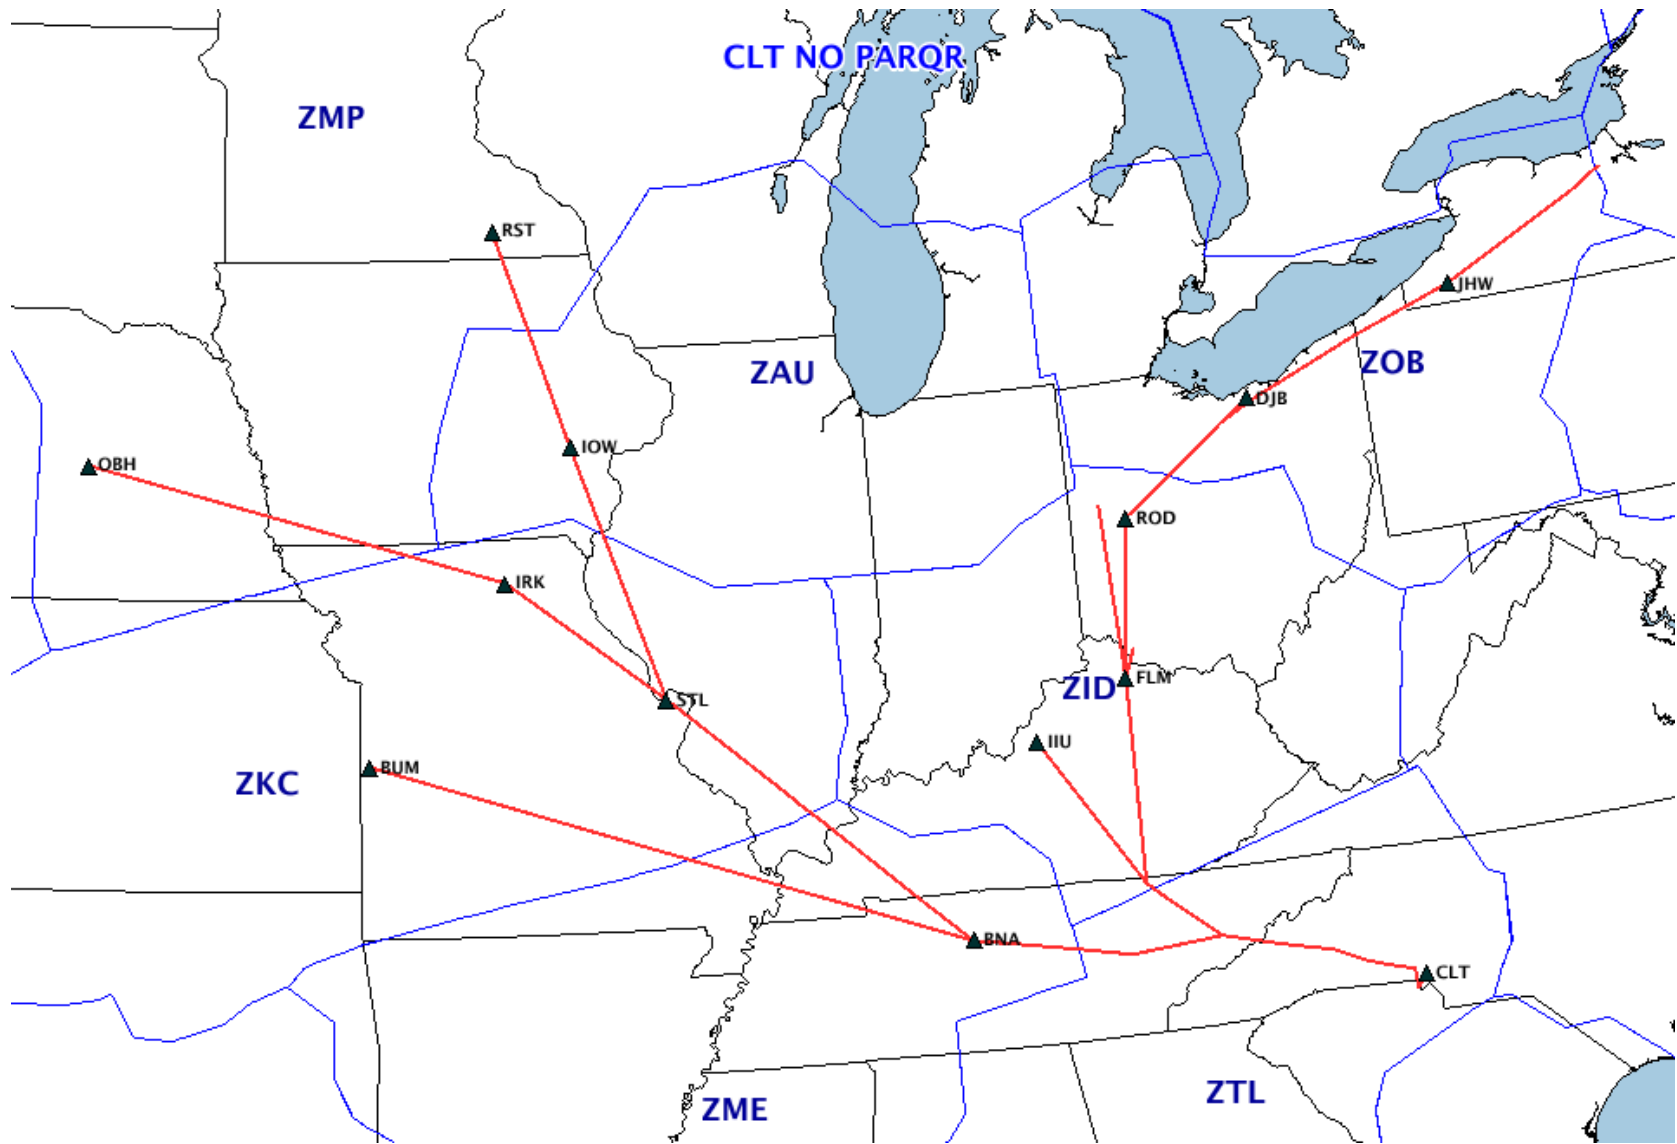 CLT NO PARQR
ZMP
RST
JHW
ZAU
ZOB
DJB
IOW
OBH
ROD
IRK
FLM
ZID
STL
IIU
BUM
ZKC
BNA
CLT
ZTL
ZME